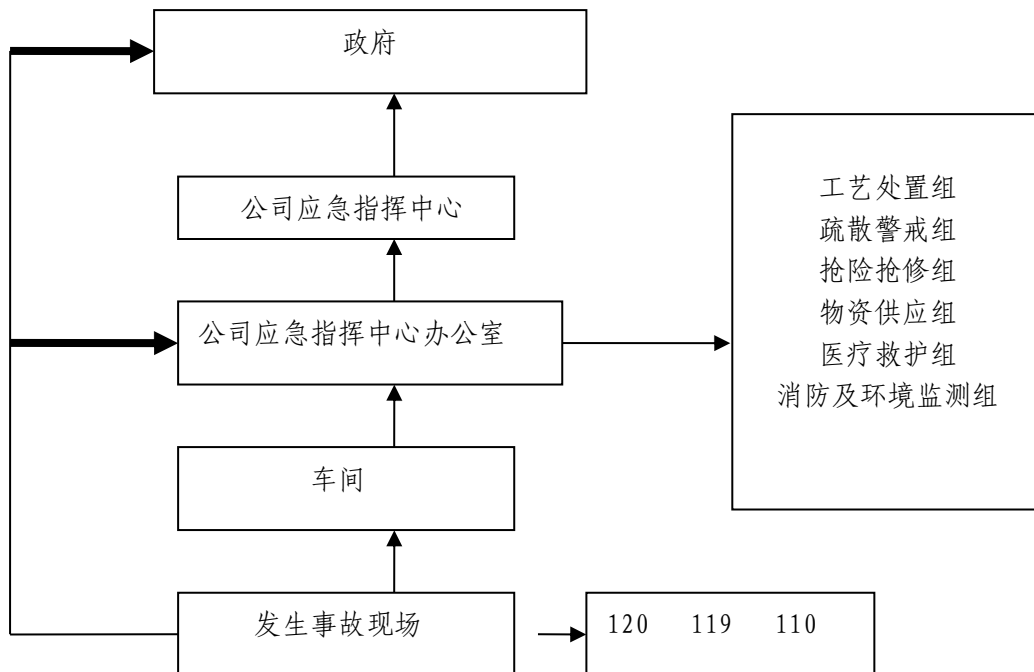 政府
公司应急指挥中心
公司应急指挥中心办公室
车间
发生事故现场
120 119 110
工艺处置组
疏散警戒组
抢险抢修组
物资供应组
医疗救护组
消防及环境监测组